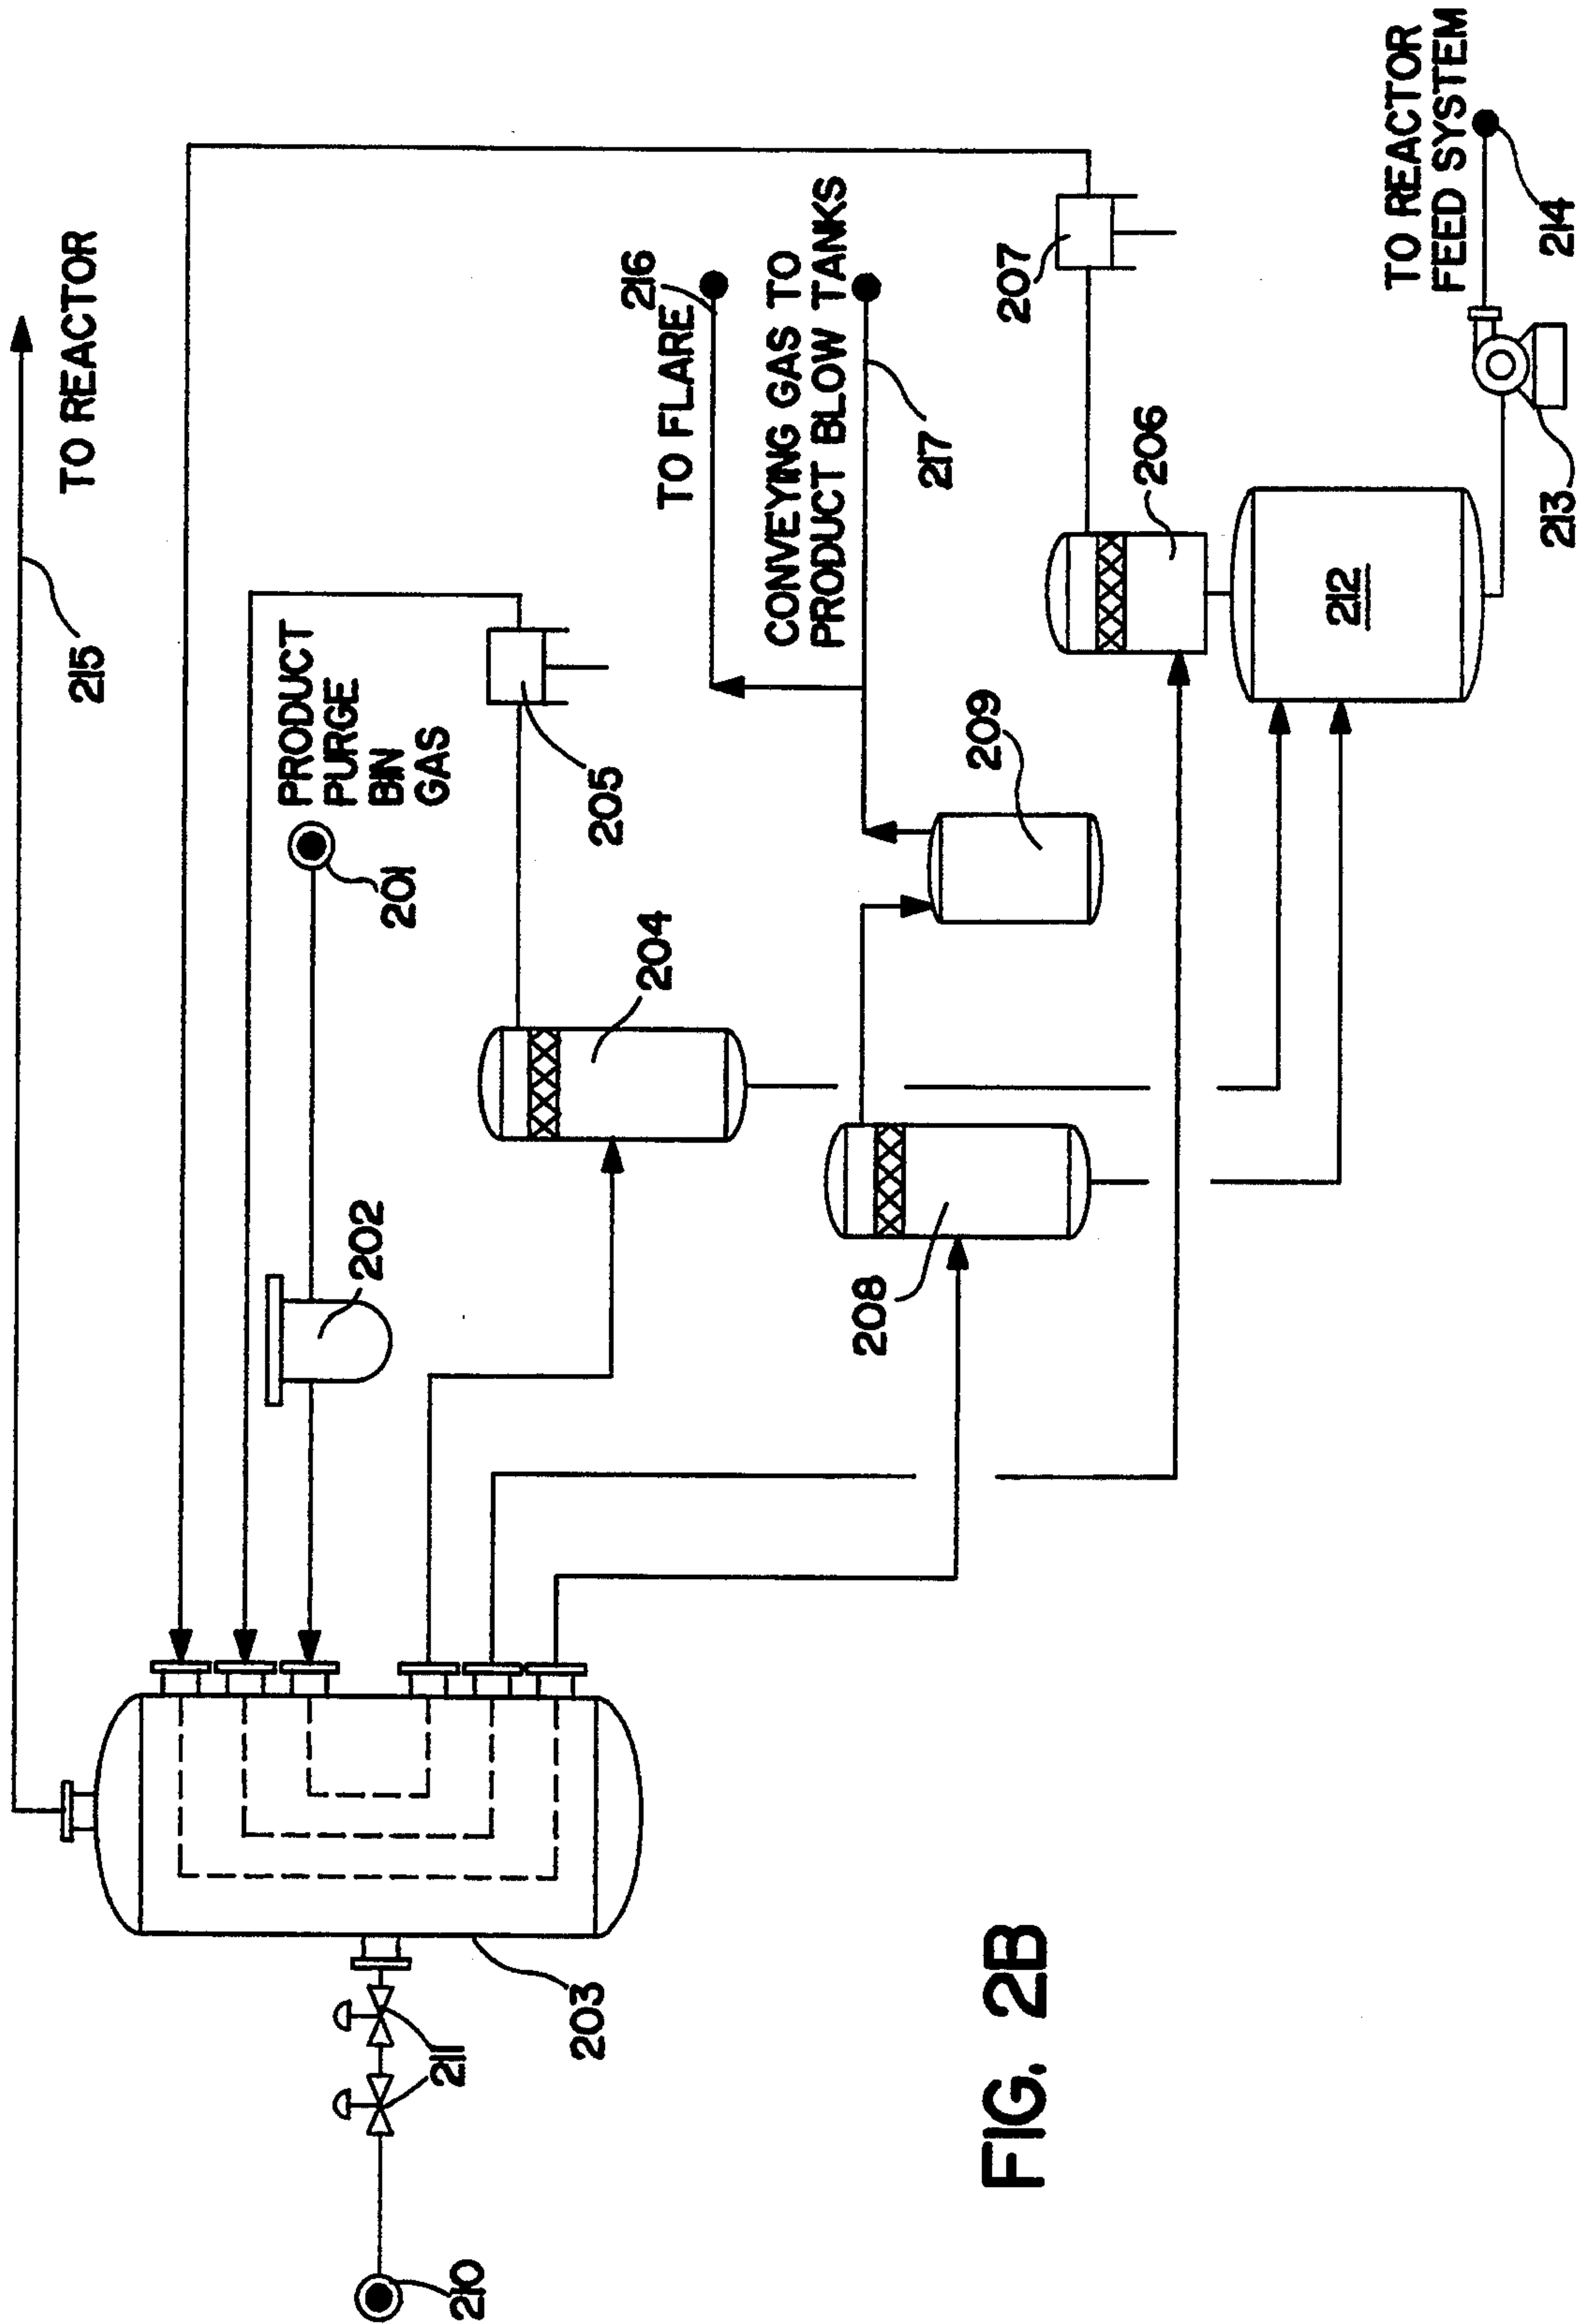 215
TO REACTOR
PRODUCT
PURGE
BIN
GAS
201
202
205
204
TO FLARE
216
CONVEYING GAS TO
PRODUCT BLOW TANKS
217
207
209
208
206
212
213
TO REACTOR
FEED SYSTEM
214
203
211
210
FIG. 2B